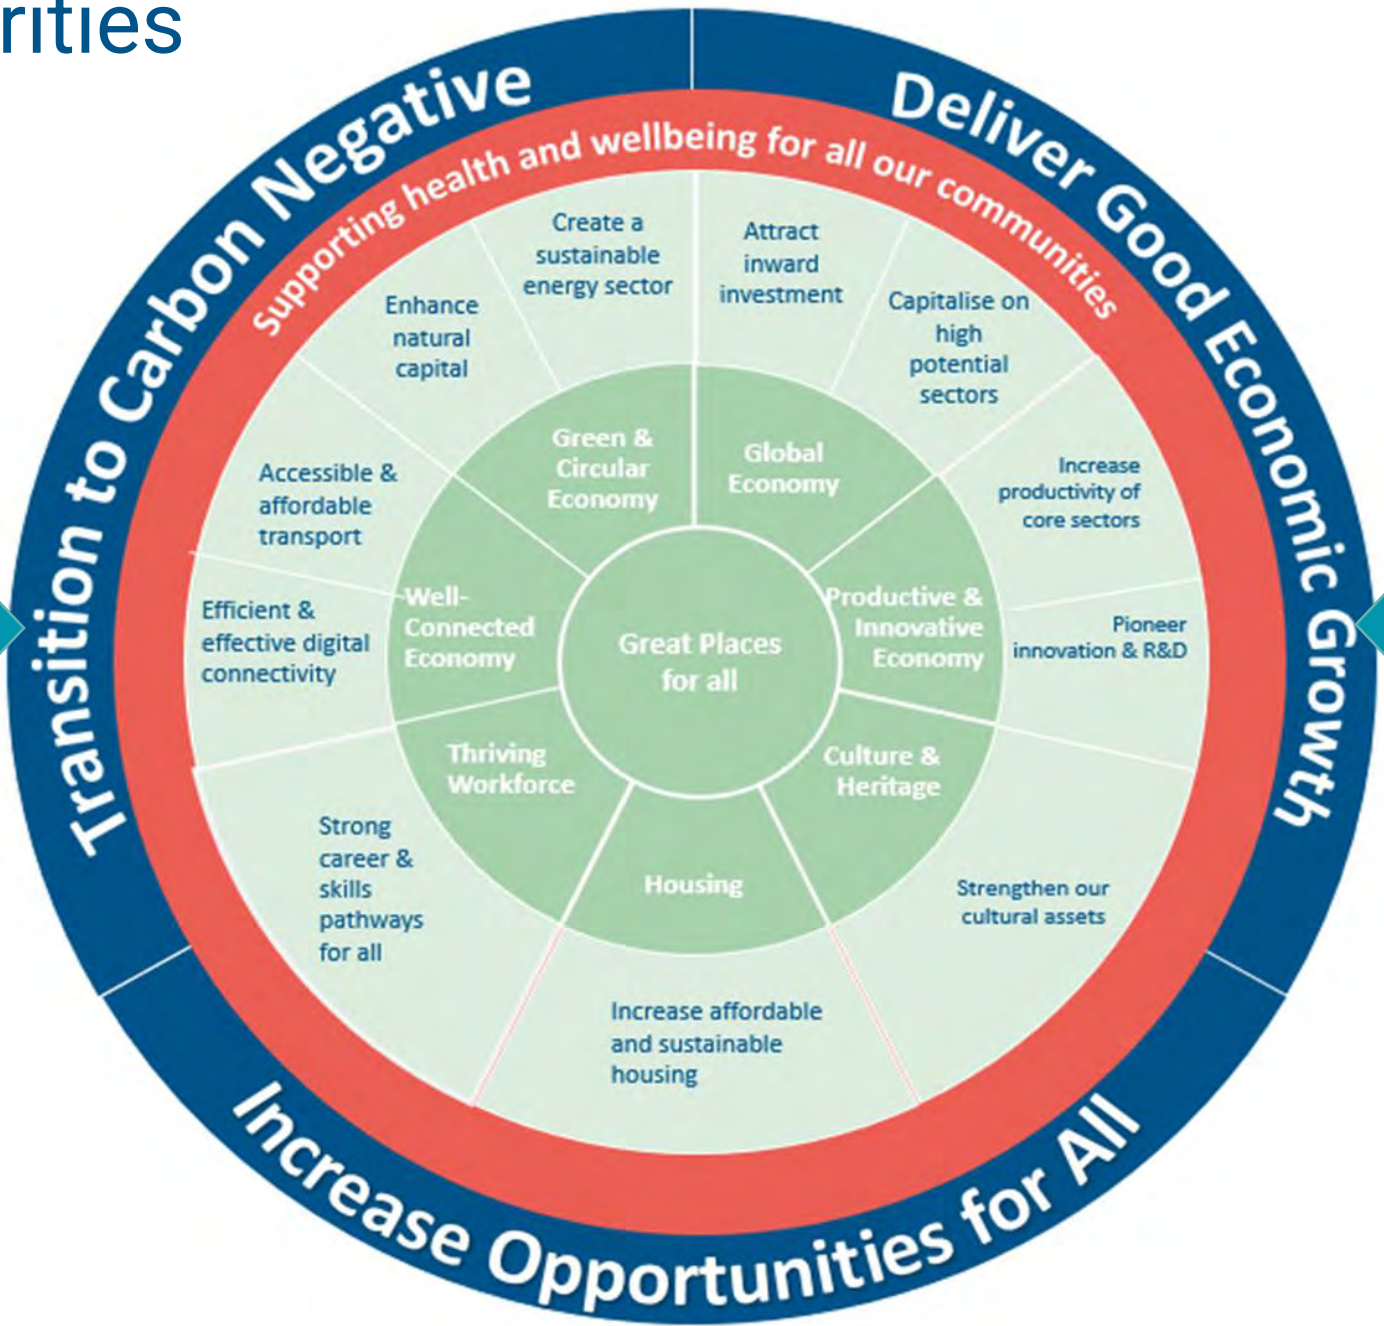 rities
Transition to Carbon Negative
Deliver Good Economic Growth
Increase Opportunities for All
Supporting health and wellbeing for all our communities
Create a
sustainable
energy sector
Attract
inward
investment
Capitalise on
high
potential
sectors
Increase
productivity of
core sectors
Pioneer
innovation & R&D
Strengthen our
cultural assets
Increase affordable
and sustainable
housing
Strong
career &
skills
pathways
for all
Efficient &
effective digital
connectivity
Accessible &
affordable
transport
Enhance
natural
capital
Green &
Circular
Economy
Global
Economy
Productive &
Innovative
Economy
Culture &
Heritage
Housing
Thriving
Workforce
Well-
Connected
Economy
Great Places
for all